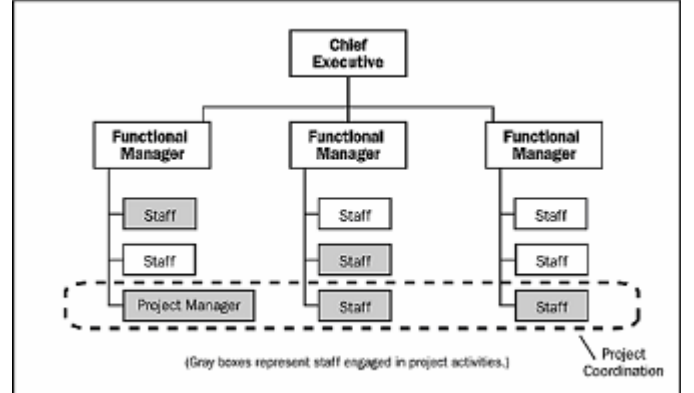 Chief
Executive
Functional
Manager
Functional
Manager
Functional
Manager
Staff
Staff
Staff
Staff
Staff
Staff
Project Manager
Staff
Staff
(Gray boxes represent staff engaged in project activities.)
Project
Coordination